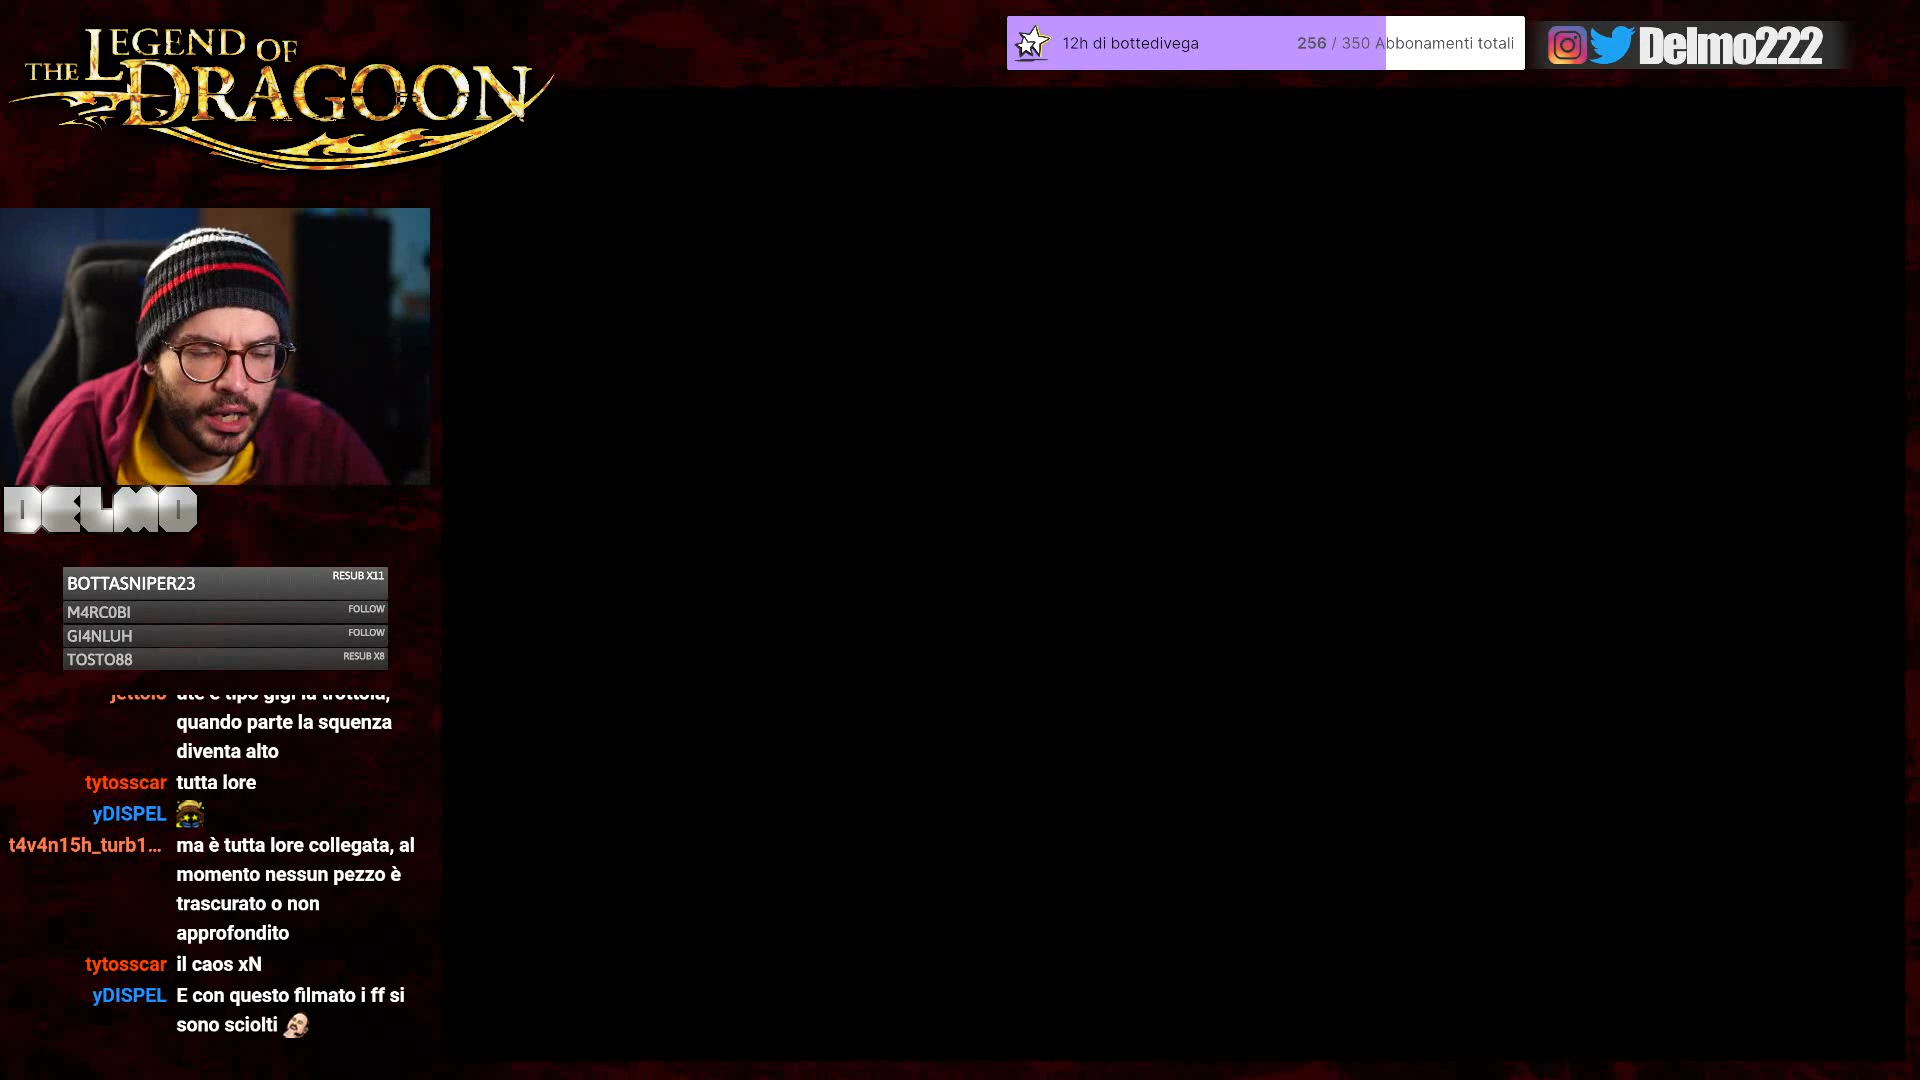 THE LEGEND OF
DRAGOON
12h di bottedivega
256 / 350 Abbonamenti totali
Delmo222
DELMO
BOTTASNIPER23 RESUB X11
M4RC0BI FOLLOW
GI4NLUH FOLLOW
TOSTO88 RESUB X8
quando parte la squenza
diventa alto
tytosscar tutta lore
yDISPEL
t4v4n15h_turb1... ma è tutta lore collegata, al
momento nessun pezzo è
trascurato o non
approfondito
tytosscar il caos xN
yDISPEL E con questo filmato i ff si
sono sciolti